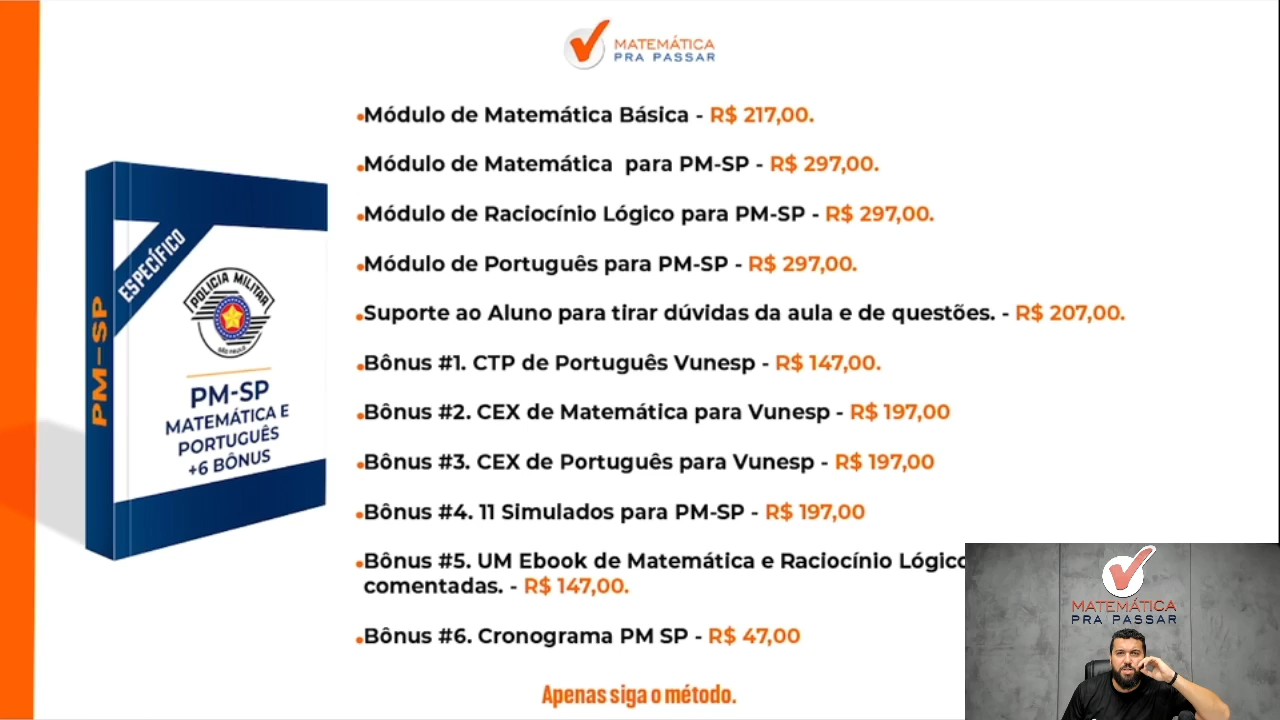 MATEMÁTICA
PRA PASSAR
•Módulo de Matemática Básica - R$ 217,00.
•Módulo de Matemática para PM-SP - R$ 297,00.
•Módulo de Raciocínio Lógico para PM-SP - R$ 297,00.
•Módulo de Português para PM-SP - R$ 297,00.
•Suporte ao Aluno para tirar dúvidas da aula e de questões. - R$ 207,00.
•Bônus #1. CTP de Português Vunesp - R$ 147,00.
•Bônus #2. CEX de Matemática para Vunesp - R$ 197,00
•Bônus #3. CEX de Português para Vunesp - R$ 197,00
•Bônus #4. 11 Simulados para PM-SP - R$ 197,00
•Bônus #5. UM Ebook de Matemática e Raciocínio Lógico
comentadas. - R$ 147,00.
•Bônus #6. Cronograma PM SP - R$ 47,00
Apenas siga o método.
PM-SP
ESPECÍFICO
POLICIA MILITAR
SÃO PAULO
PM-SP
MATEMÁTICA E
PORTUGUÊS
+6 BÔNUS
MATEMÁTICA
PRA PASSAR